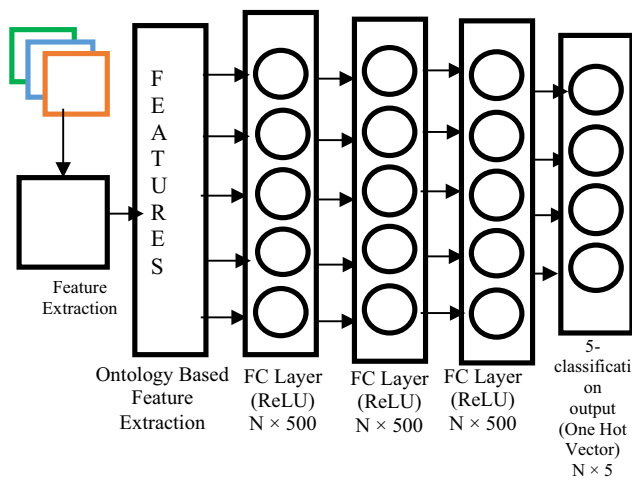 F
E
A
T
U
R
E
S
Feature
Extraction
Ontology Based
Feature
Extraction
FC Layer
(ReLU)
N × 500
FC Layer
(ReLU)
N × 500
FC Layer
(ReLU)
N × 500
5-
classificati
on
output
(One Hot
Vector)
N × 5